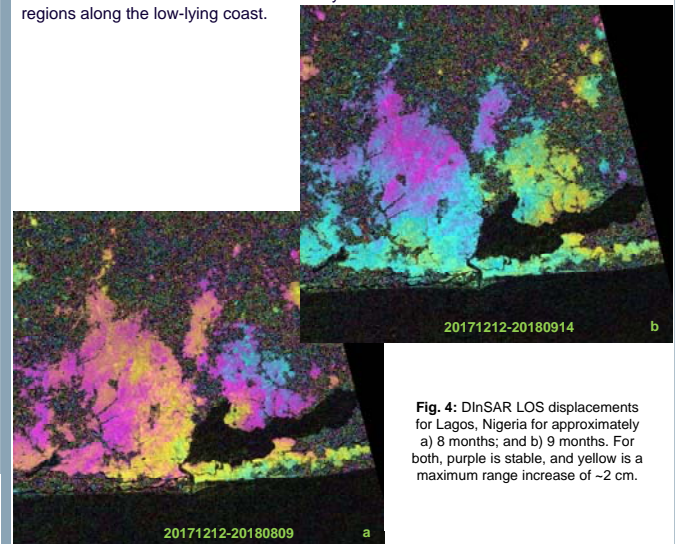 regions along the low-lying coast.
20171212-20180914 b
Fig. 4: DInSAR LOS displacements
for Lagos, Nigeria for approximately
a) 8 months; and b) 9 months. For
both, purple is stable, and yellow is a
maximum range increase of ~2 cm.
20171212-20180809 a